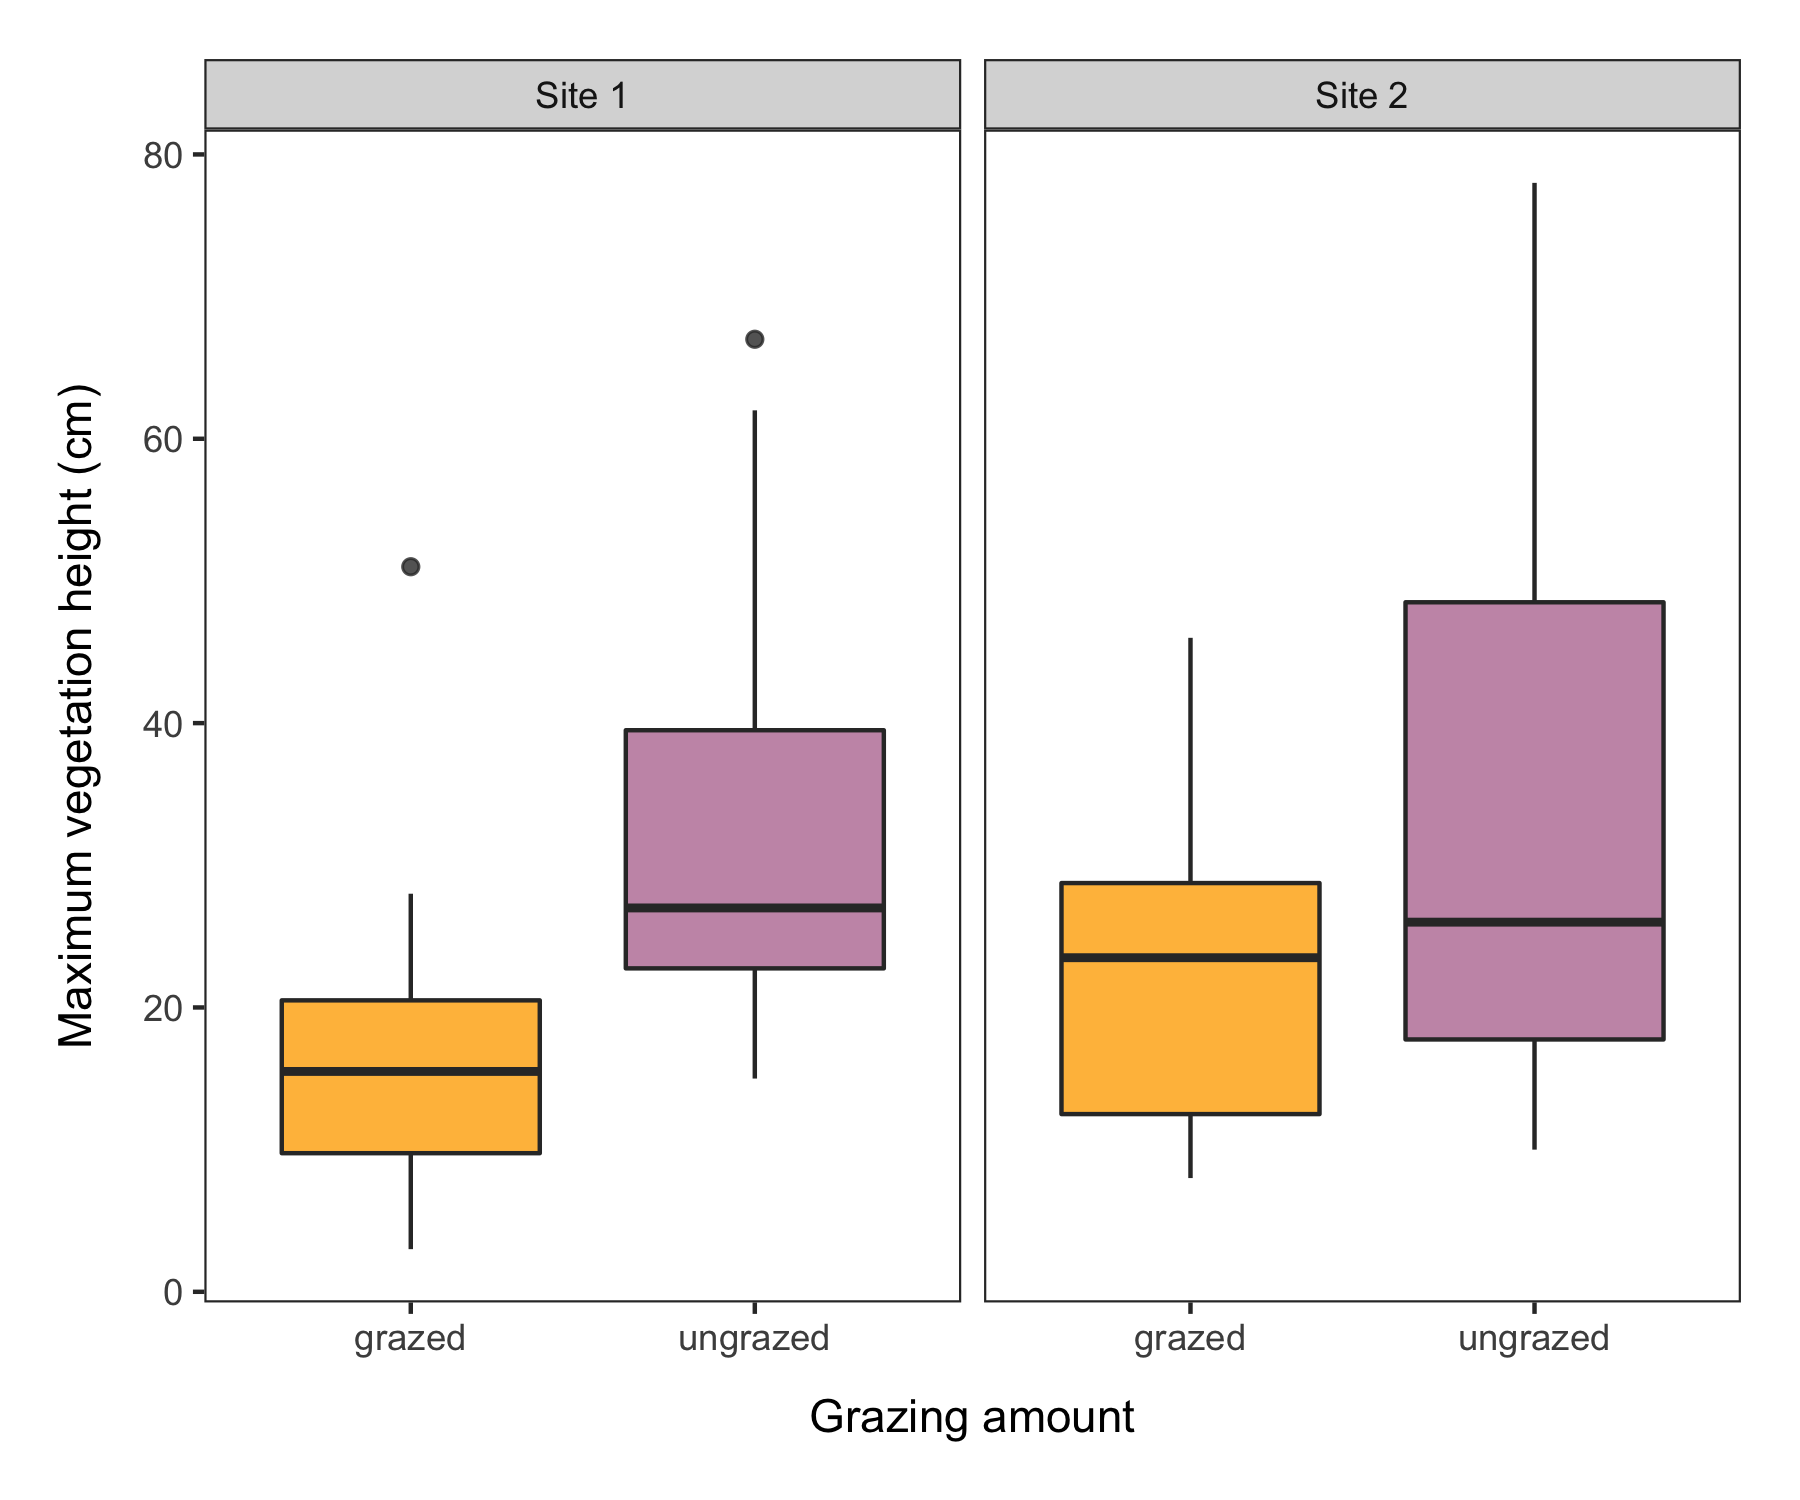 Site 1
Site 2
Maximum vegetation height (cm)
80
60
40
20
0
grazed
ungrazed
grazed
ungrazed
Grazing amount